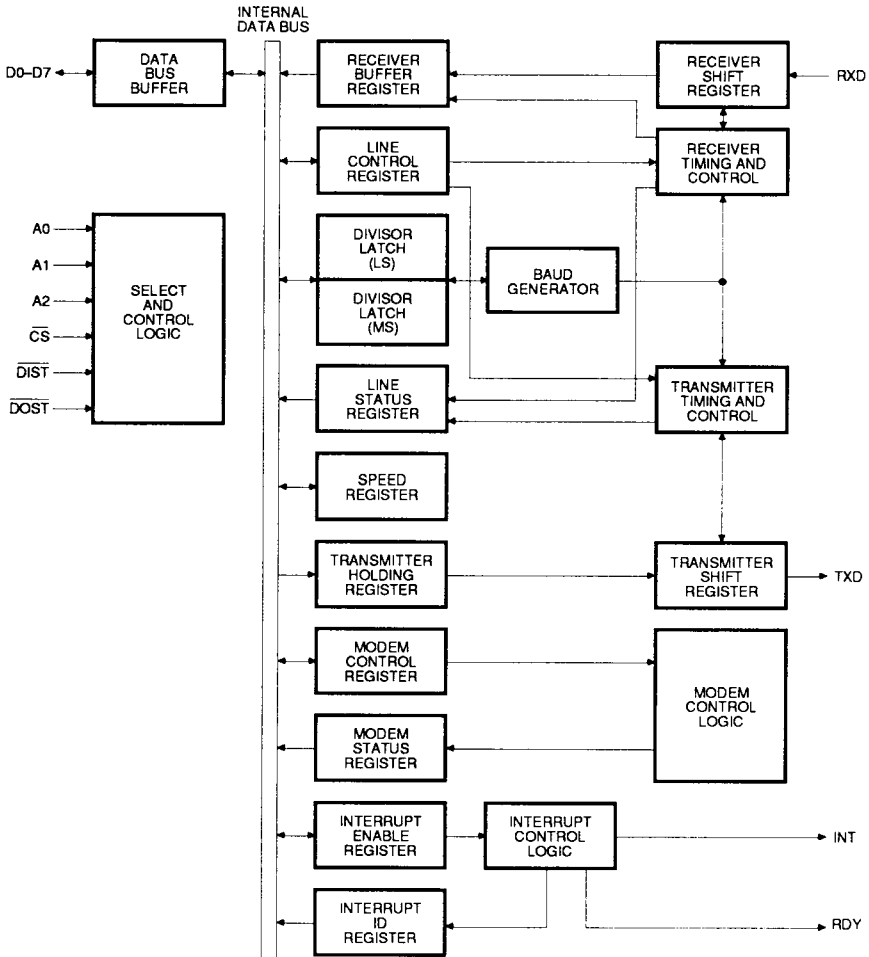 INTERNAL
DATA BUS
D0–D7
DATA
BUS
BUFFER
RECEIVER
BUFFER
REGISTER
RECEIVER
SHIFT
REGISTER
RXD
LINE
CONTROL
REGISTER
RECEIVER
TIMING AND
CONTROL
A0
A1
A2
CS
DIST
DOST
SELECT
AND
CONTROL
LOGIC
DIVISOR
LATCH
(LS)
DIVISOR
LATCH
(MS)
BAUD
GENERATOR
LINE
STATUS
REGISTER
TRANSMITTER
TIMING AND
CONTROL
SPEED
REGISTER
TRANSMITTER
HOLDING
REGISTER
TRANSMITTER
SHIFT
REGISTER
TXD
MODEM
CONTROL
REGISTER
MODEM
CONTROL
LOGIC
MODEM
STATUS
REGISTER
INTERRUPT
ENABLE
REGISTER
INTERRUPT
CONTROL
LOGIC
INT
INTERRUPT
ID
REGISTER
RDY